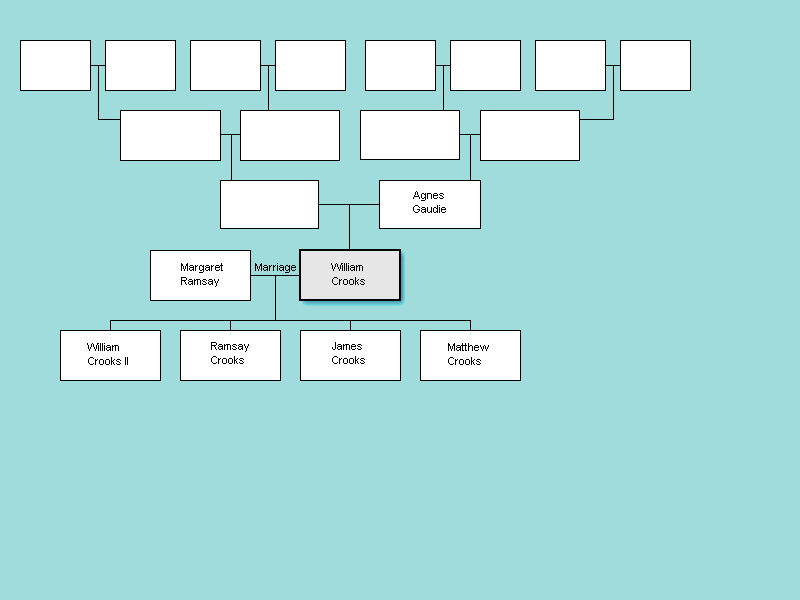 Agnes
Gaudie
Margaret
Ramsay
Marriage
William
Crooks
William
Crooks II
Ramsay
Crooks
James
Crooks
Matthew
Crooks